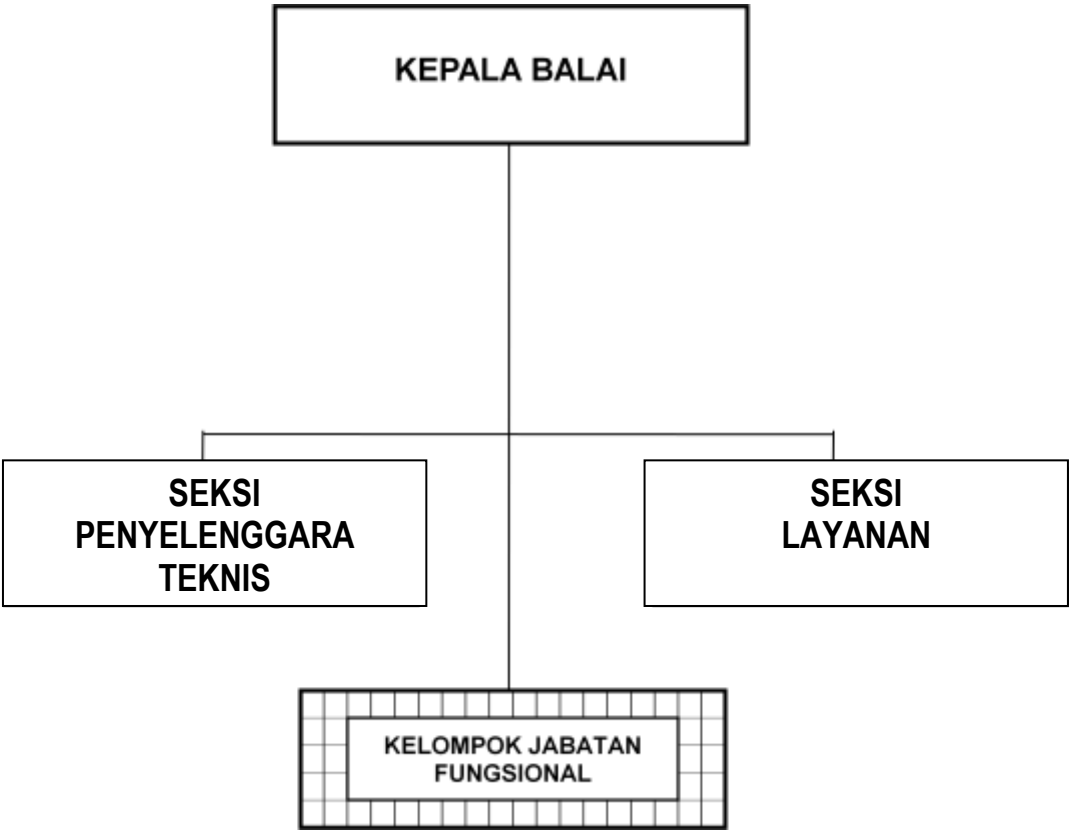 KEPALA BALAI
SEKSI
PENYELENGGARA
TEKNIS
SEKSI
LAYANAN
KELOMPOK JABATAN
FUNGSIONAL